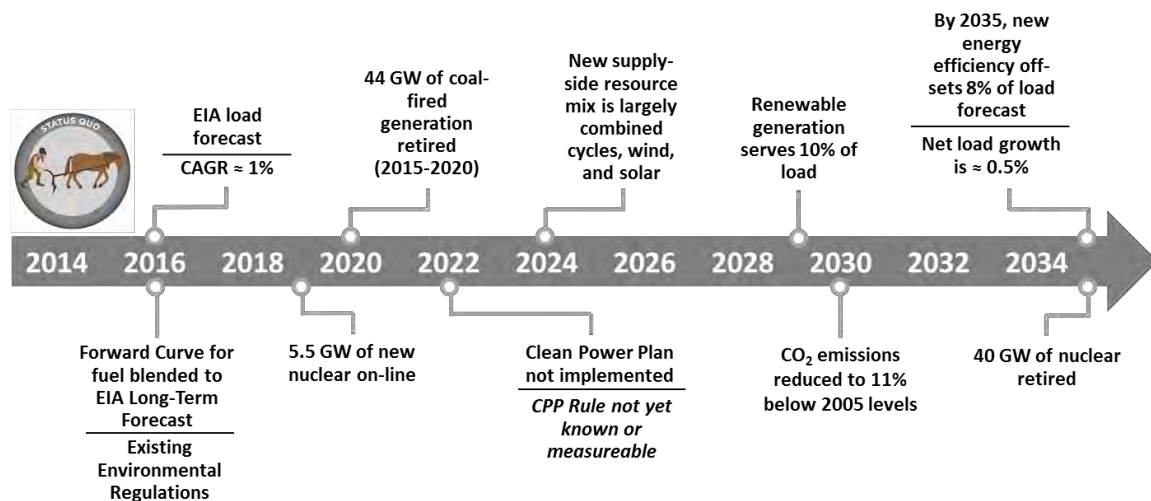 STATUS QUO
EIA load
forecast
CAGR ≈ 1%
44 GW of coal-
fired
generation
retired
(2015-2020)
New supply-
side resource
mix is largely
combined
cycles, wind,
and solar
Renewable
generation
serves 10% of
load
By 2035, new
energy
efficiency off-
sets 8% of load
forecast
Net load growth
is ≈ 0.5%
2014 2016 2018 2020 2022 2024 2026 2028 2030 2032 2034
Forward Curve for
fuel blended to
EIA Long-Term
Forecast
Existing
Environmental
Regulations
5.5 GW of new
nuclear on-line
Clean Power Plan
not implemented
CPP Rule not yet
known or
measureable
CO₂ emissions
reduced to 11%
below 2005 levels
40 GW of nuclear
retired